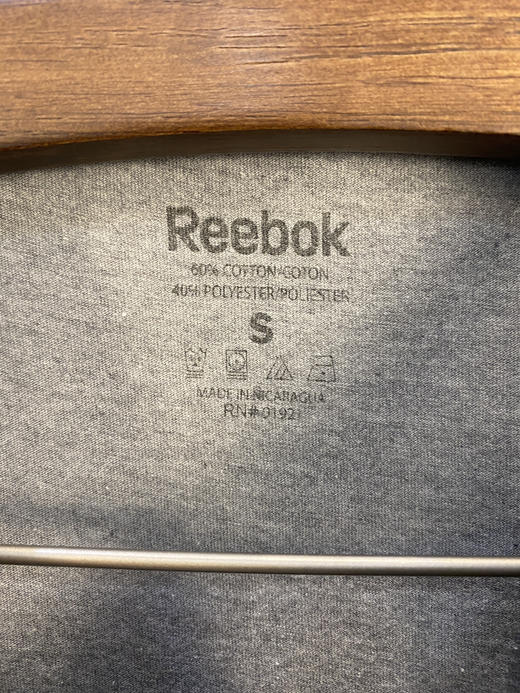 Reebok
60% COTTON/COTON
40% POLYESTER/POLIESTER
S
MADE IN NICARAGUA